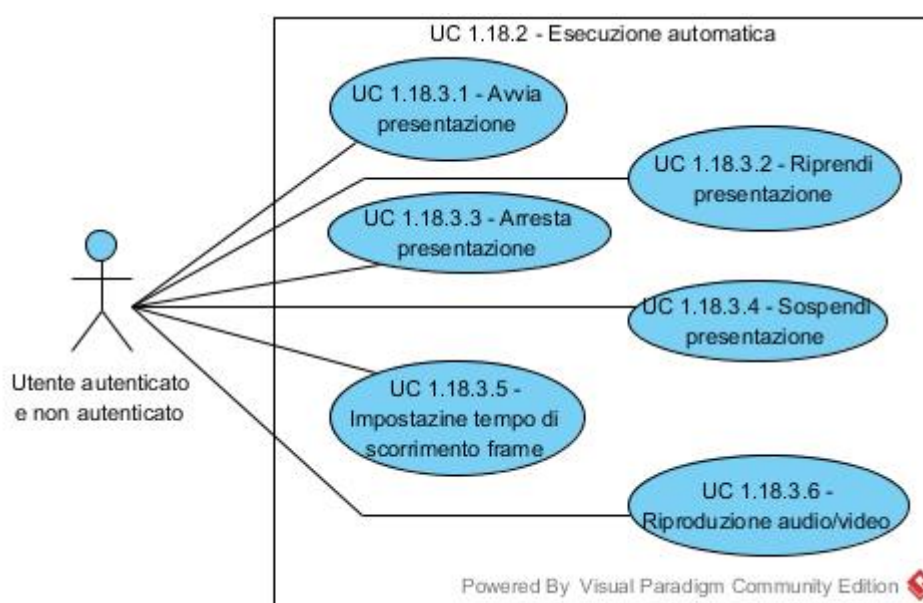 UC 1.18.2 - Esecuzione automatica
UC 1.18.3.1 - Avvia
presentazione
UC 1.18.3.2 - Riprendi
presentazione
UC 1.18.3.3 - Arresta
presentazione
UC 1.18.3.4 - Sospendi
presentazione
Utente autenticato
e non autenticato
UC 1.18.3.5 -
Impostazine tempo di
scorrimento frame
UC 1.18.3.6 -
Riproduzione audio/video
Powered By Visual Paradigm Community Edition